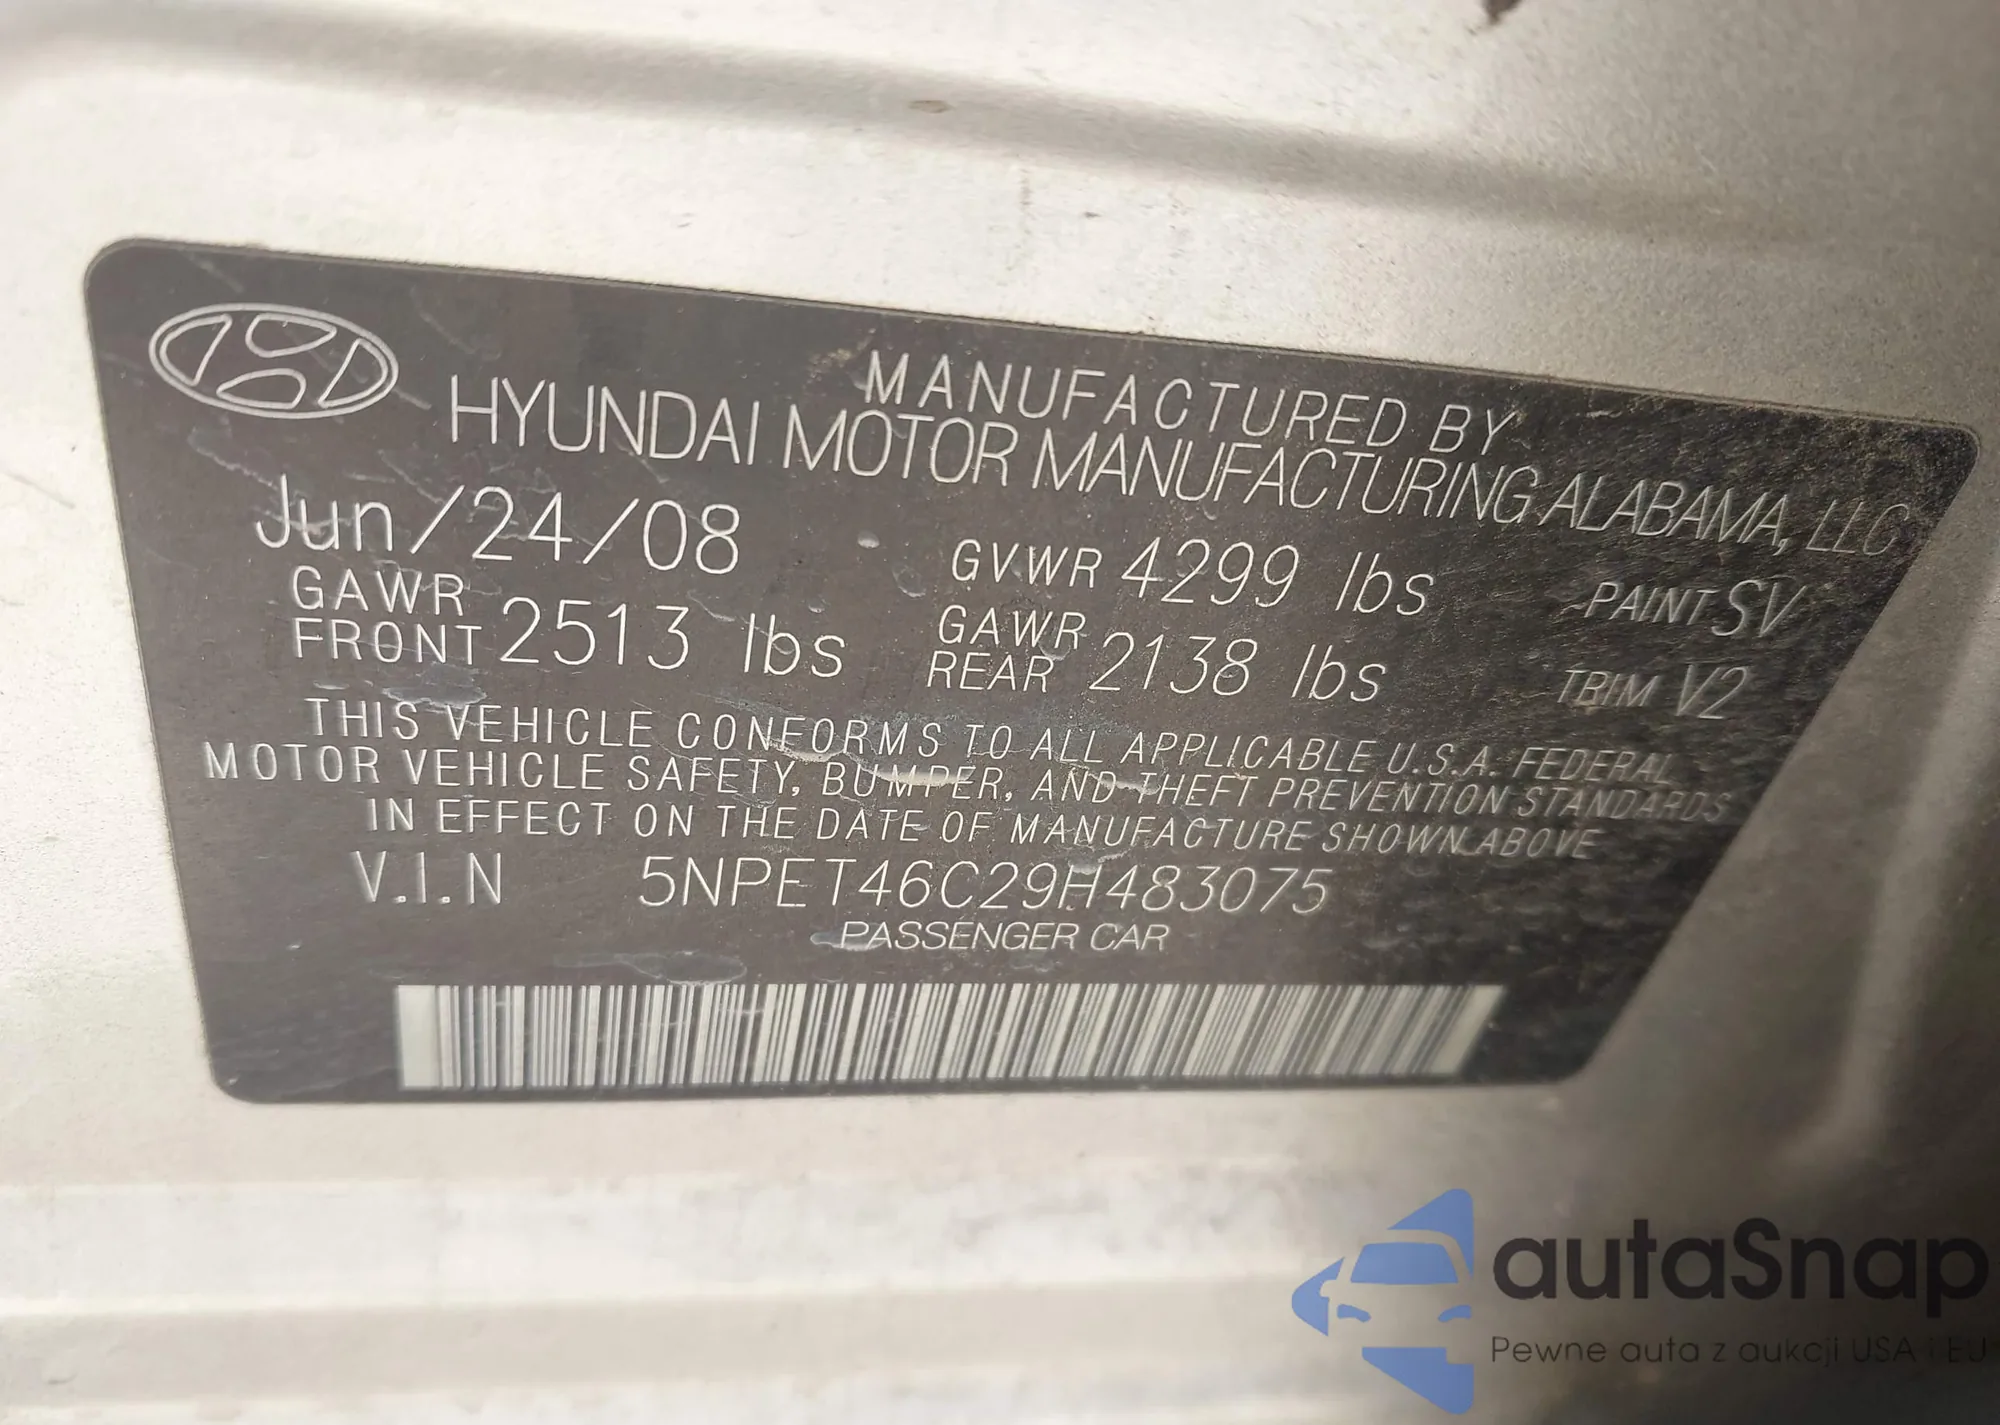 MANUFACTURED BY
HYUNDAI MOTOR MANUFACTURING ALABAMA, LLC
Jun/24/08 GVWR 4299 lbs PAINT SV
GAWR FRONT 2513 lbs GAWR REAR 2138 lbs TRIM V2
THIS VEHICLE CONFORMS TO ALL APPLICABLE U.S.A. FEDERAL
MOTOR VEHICLE SAFETY, BUMPER, AND THEFT PREVENTION STANDARDS
IN EFFECT ON THE DATE OF MANUFACTURE SHOWN ABOVE
V.I.N 5NPET46C29H483075
PASSENGER CAR
autaSnap
Pewne auta z aukcji USA i EU